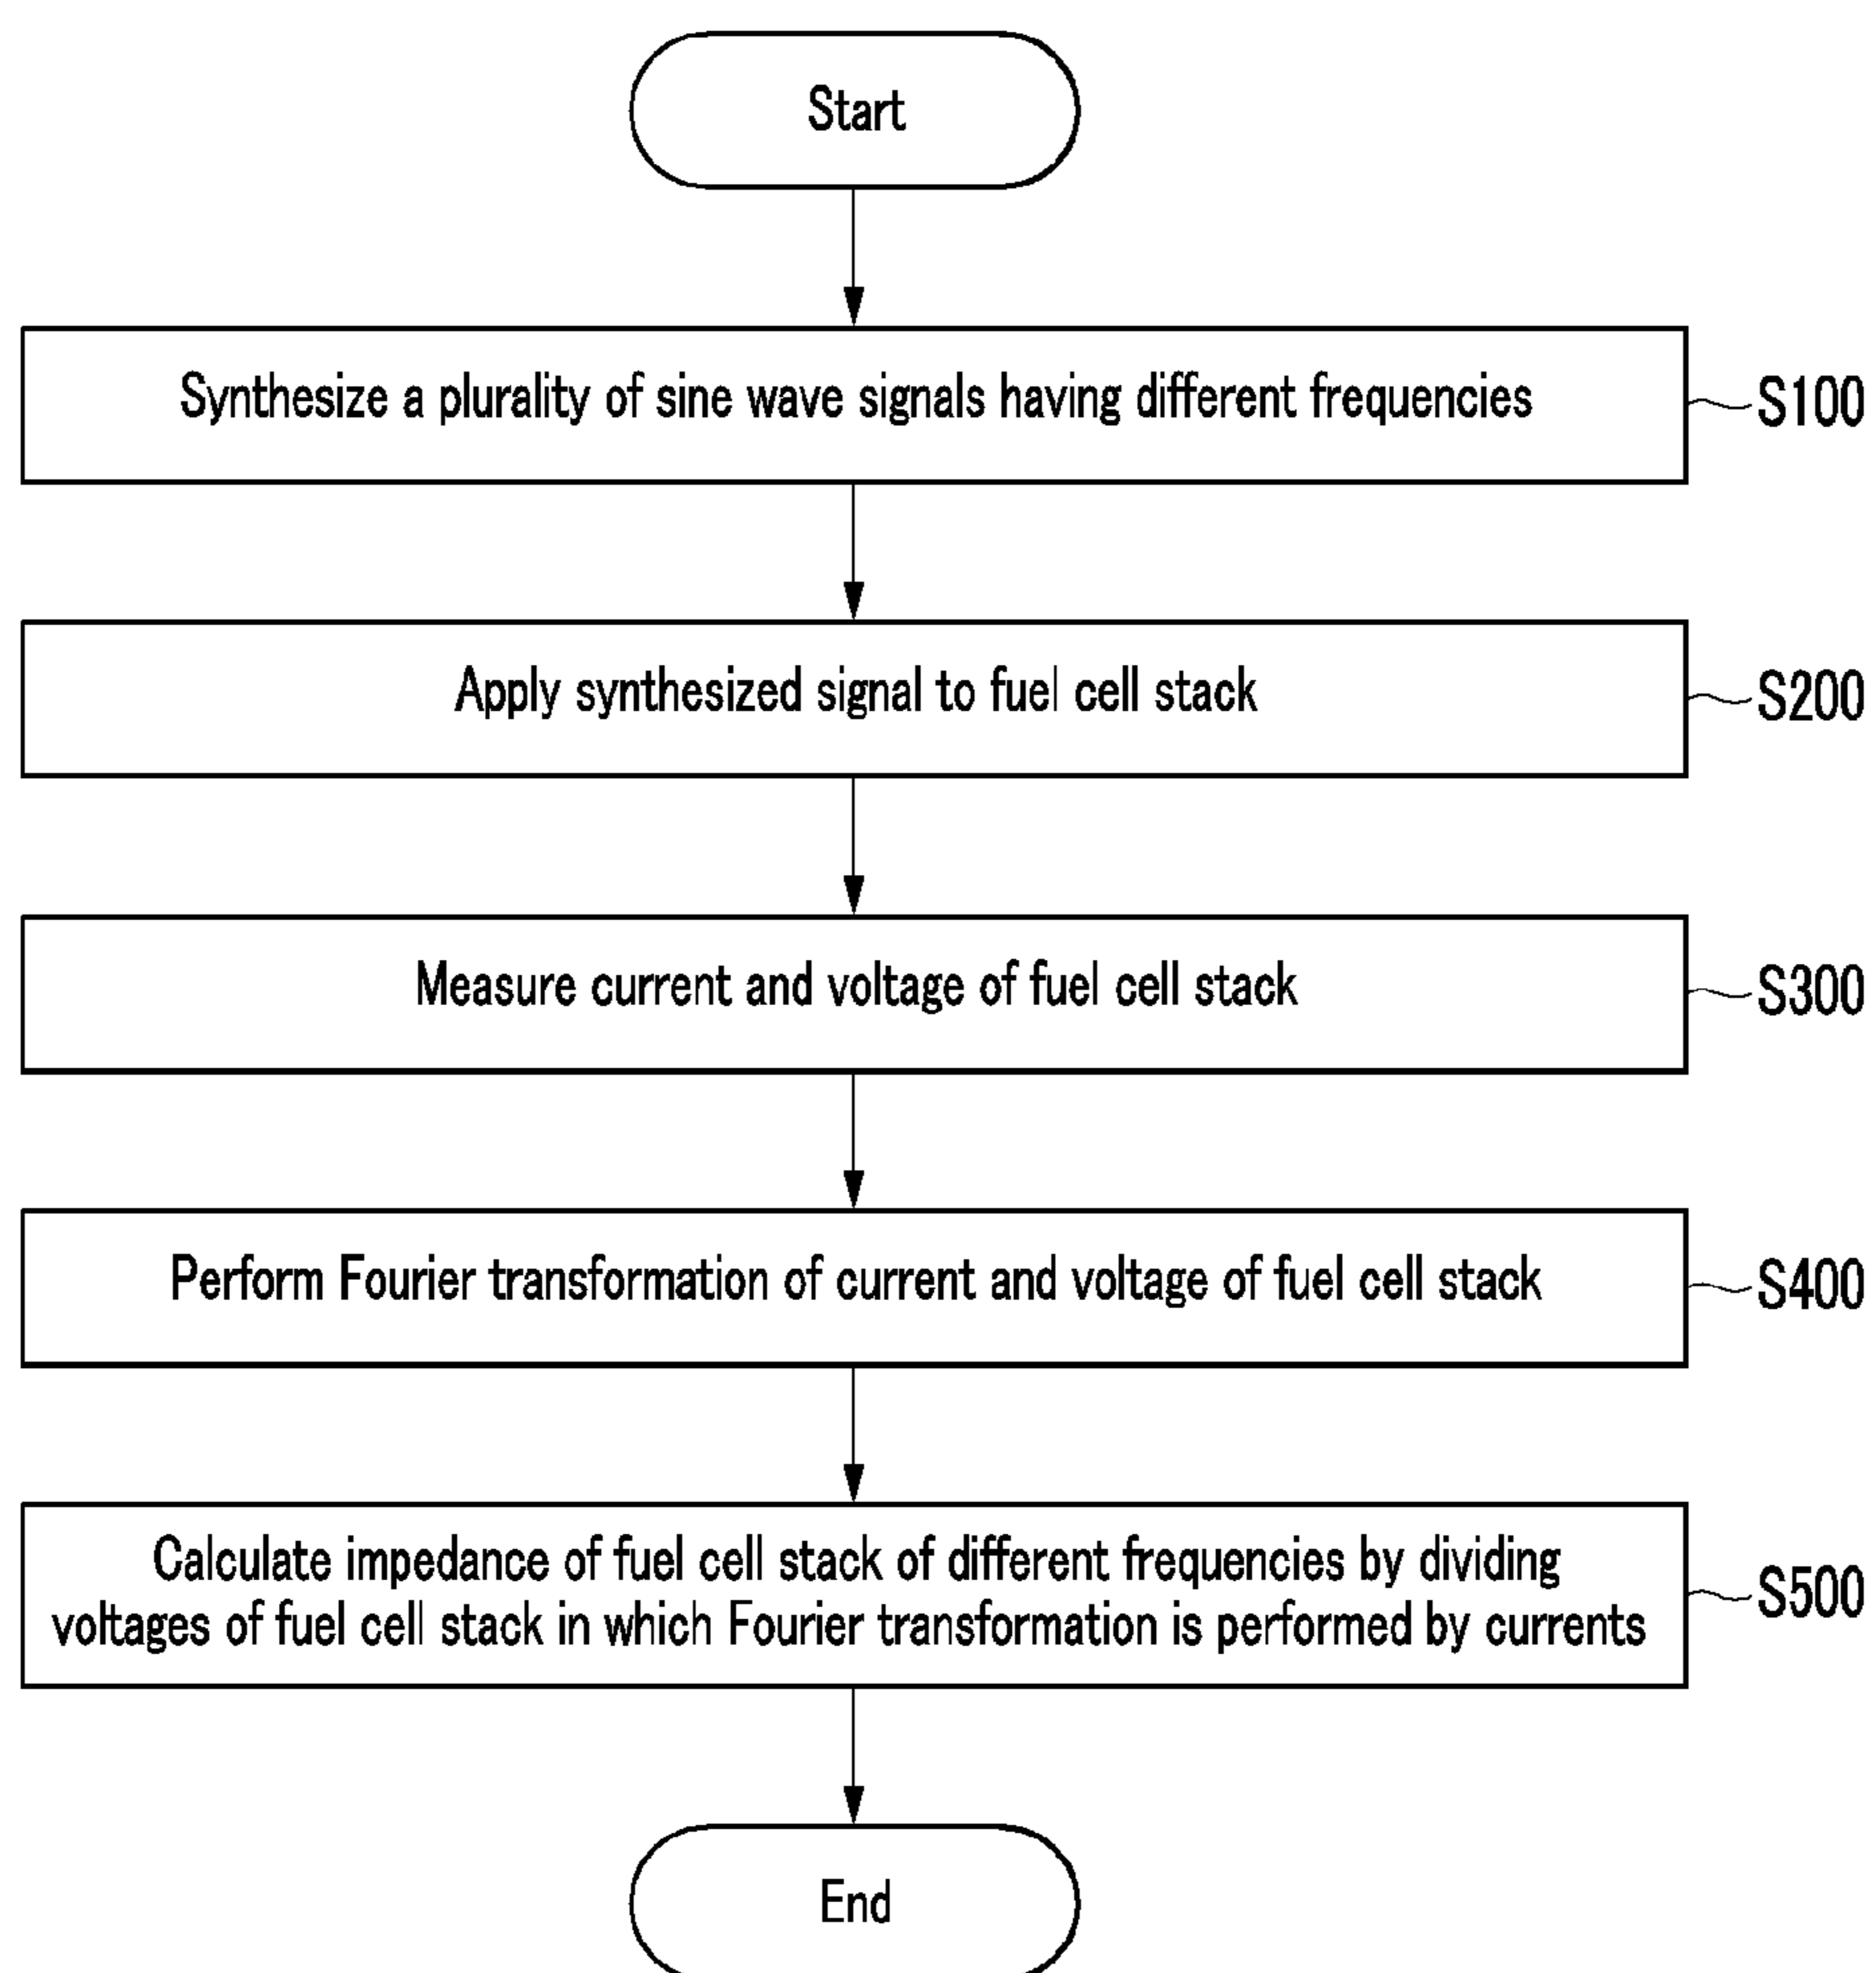 Start
Synthesize a plurality of sine wave signals having different frequencies
S100
Apply synthesized signal to fuel cell stack
S200
Measure current and voltage of fuel cell stack
S300
Perform Fourier transformation of current and voltage of fuel cell stack
S400
Calculate impedance of fuel cell stack of different frequencies by dividing
voltages of fuel cell stack in which Fourier transformation is performed by currents
S500
End